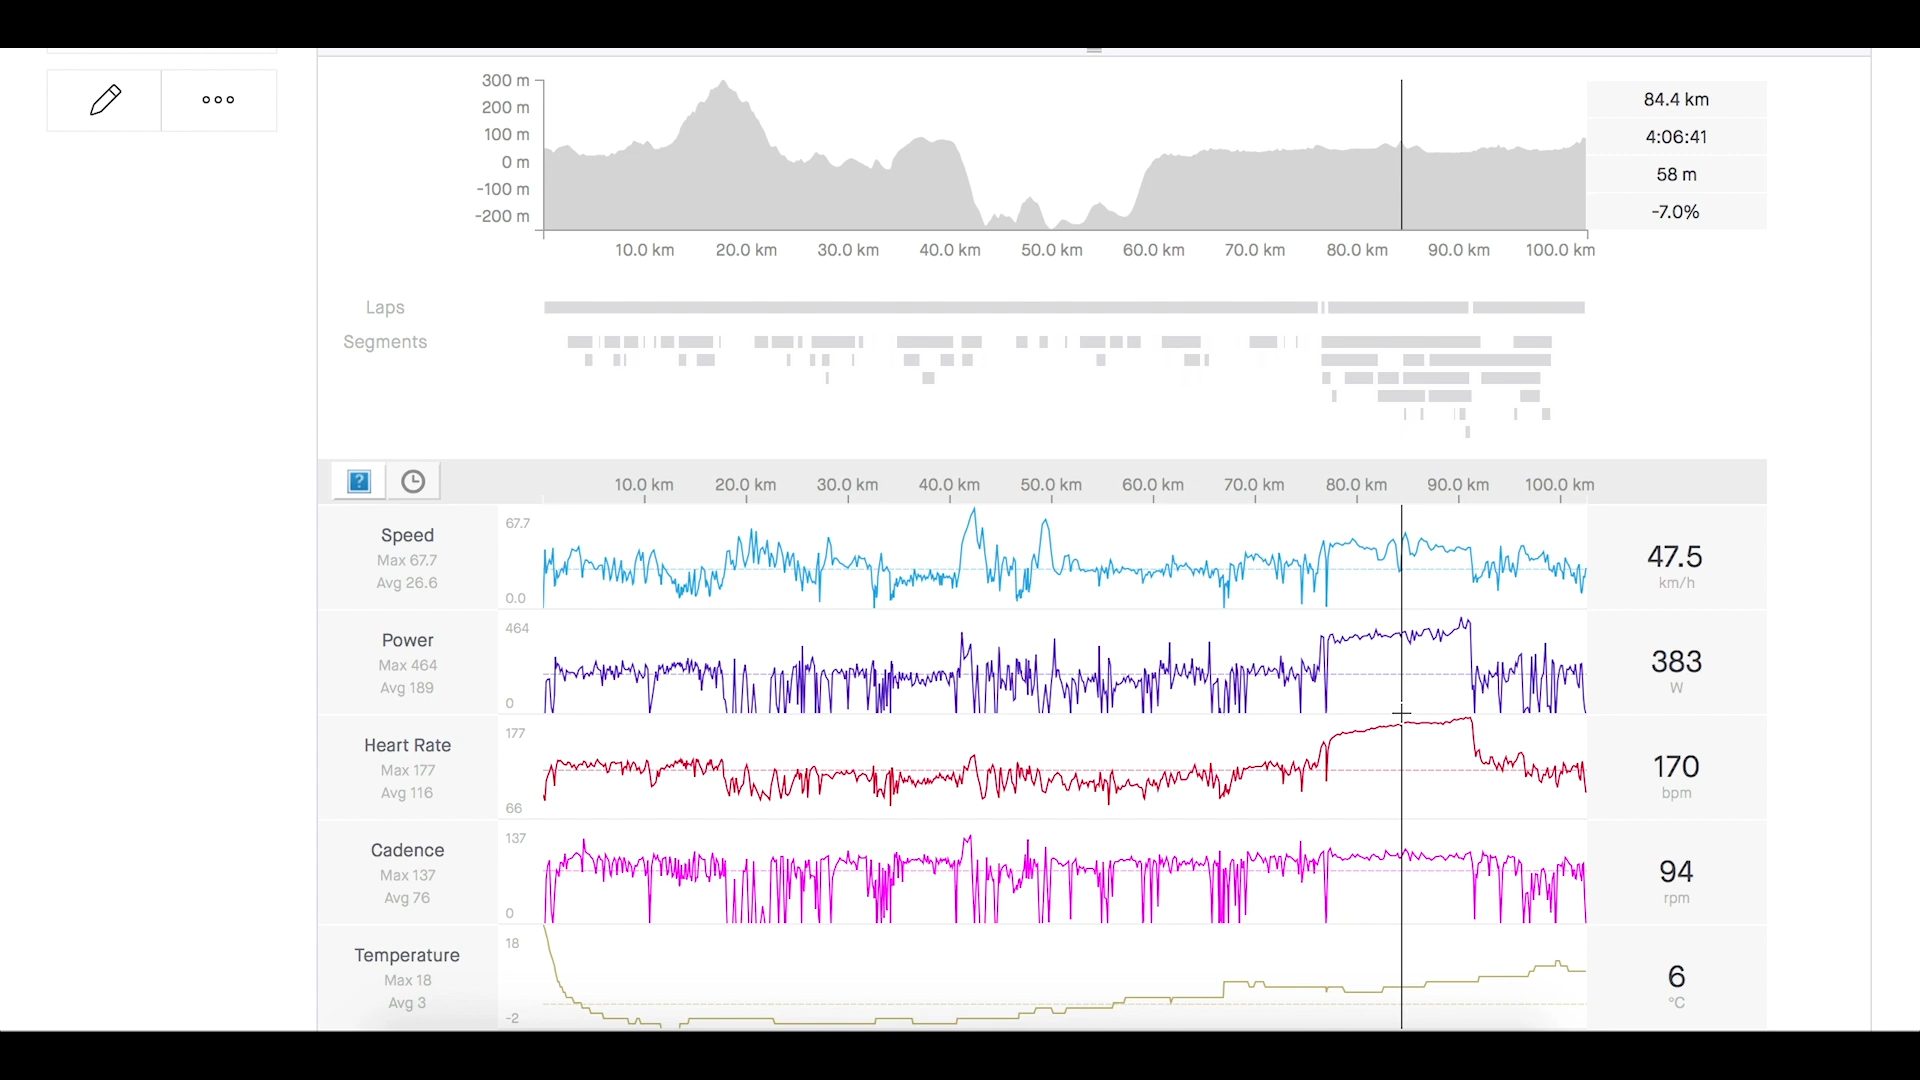 300 m
200 m
100 m
0 m
-100 m
-200 m
10.0 km 20.0 km 30.0 km 40.0 km 50.0 km 60.0 km 70.0 km 80.0 km 90.0 km 100.0 km
84.4 km
4:06:41
58 m
-7.0%
Laps
Segments
?
10.0 km 20.0 km 30.0 km 40.0 km 50.0 km 60.0 km 70.0 km 80.0 km 90.0 km 100.0 km
Speed
Max 67.7
Avg 26.6
67.7
0.0
47.5
km/h
Power
Max 464
Avg 189
464
0
383
W
Heart Rate
Max 177
Avg 116
177
66
170
bpm
Cadence
Max 137
Avg 76
137
0
94
rpm
Temperature
Max 18
Avg 3
18
-2
6
°C